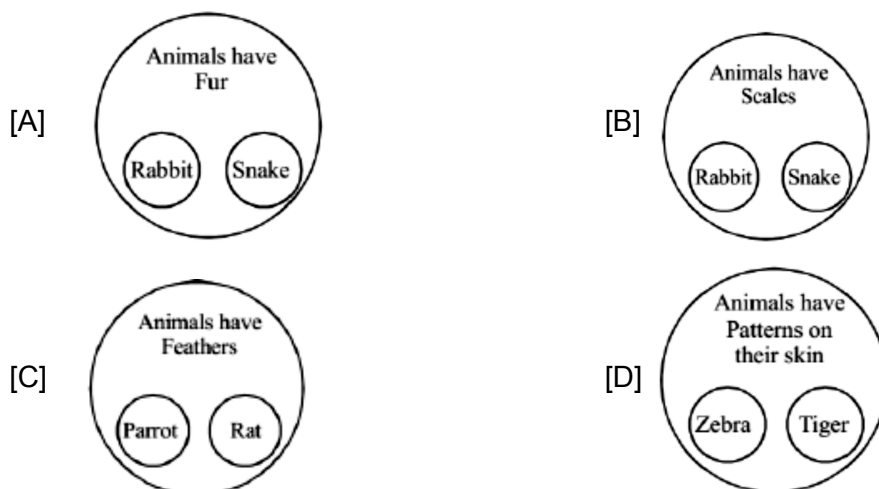 [A]
Animals have
Fur
Rabbit Snake
[B]
Animals have
Scales
Rabbit Snake
[C]
Animals have
Feathers
Parrot Rat
[D]
Animals have
Patterns on
their skin
Zebra Tiger